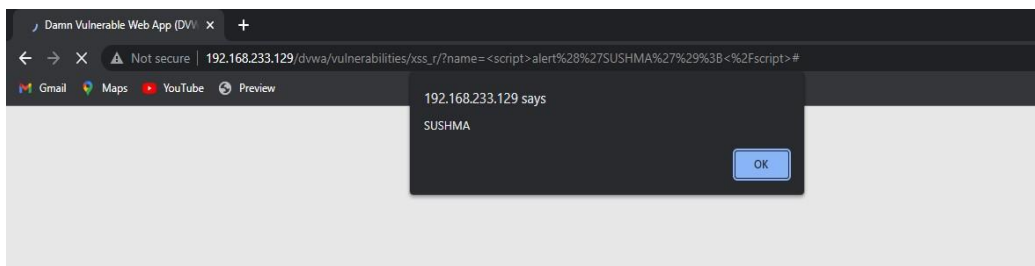 Damn Vulnerable Web App (DVW
Not secure | 192.168.233.129/dvwa/vulnerabilities/xss_r/?name=<script>alert%28%27SUSHMA%27%29%3B<%2Fscript>#
Gmail Maps YouTube Preview
192.168.233.129 says
SUSHMA
OK